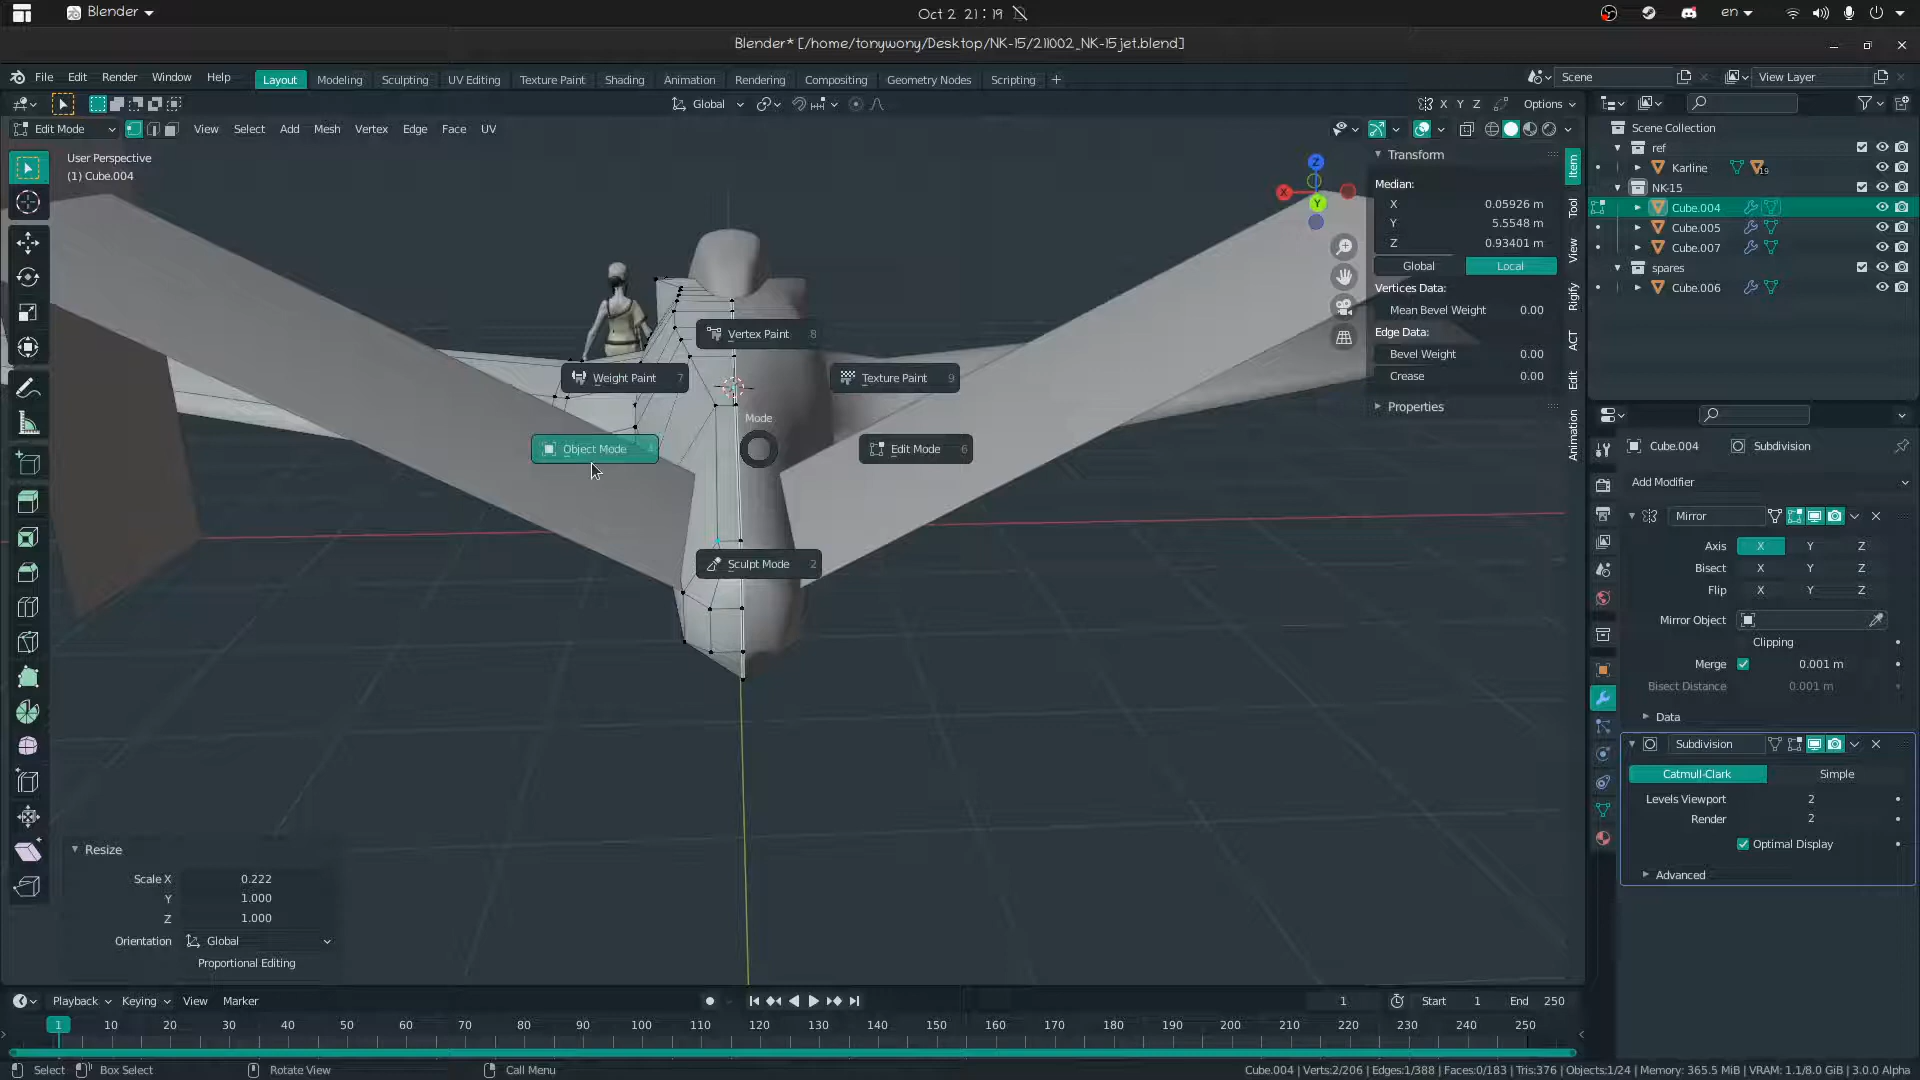 Blender
Oct 2 21:19
en
Blender* [/home/tonywony/Desktop/NK-15/211002_NK-15jet.blend]
File Edit Render Window Help
Layout Modeling Sculpting UV Editing Texture Paint Shading Animation Rendering Compositing Geometry Nodes Scripting +
Scene
View Layer
Global
X Y Z
Options
Edit Mode
View Select Add Mesh Vertex Edge Face UV
User Perspective
(1) Cube.004
Z
X
Y
Transform
Median:
X 0.05926 m
Y 5.5548 m
Z 0.93401 m
Global Local
Vertices Data:
Mean Bevel Weight 0.00
Edge Data:
Bevel Weight 0.00
Crease 0.00
Properties
Item
Tool
View
Rigify
ACT
Edit
Animation
Vertex Paint 8
Weight Paint 7
Texture Paint 9
Mode
Object Mode 4
Edit Mode 6
Sculpt Mode 2
Resize
Scale X 0.222
Y 1.000
Z 1.000
Orientation Global
Proportional Editing
Scene Collection
ref
Karline 19
NK-15
Cube.004
Cube.005
Cube.007
spares
Cube.006
Cube.004 Subdivision
Add Modifier
Mirror
Axis X Y Z
Bisect X Y Z
Flip X Y Z
Mirror Object
Clipping
Merge 0.001 m
Bisect Distance 0.001 m
Data
Subdivision
Catmull-Clark Simple
Levels Viewport 2
Render 2
Optimal Display
Advanced
Playback Keying View Marker
1 Start 1 End 250
1 10 20 30 40 50 60 70 80 90 100 110 120 130 140 150 160 170 180 190 200 210 220 230 240 250
Select Box Select Rotate View Call Menu
Cube.004 | Verts:2/206 | Edges:1/388 | Faces:0/183 | Tris:376 | Objects:1/24 | Memory: 365.5 MiB | VRAM: 1.1/8.0 GiB | 3.0.0 Alpha